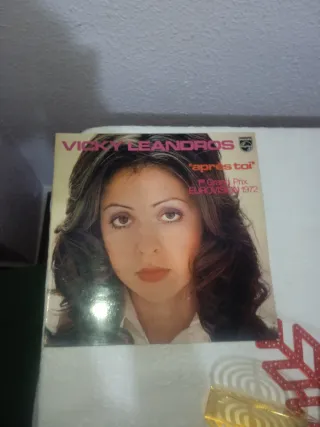 VICKY LEANDROS
PHILIPS
"après toi"
1er Grand Prix
EUROVISION 1972